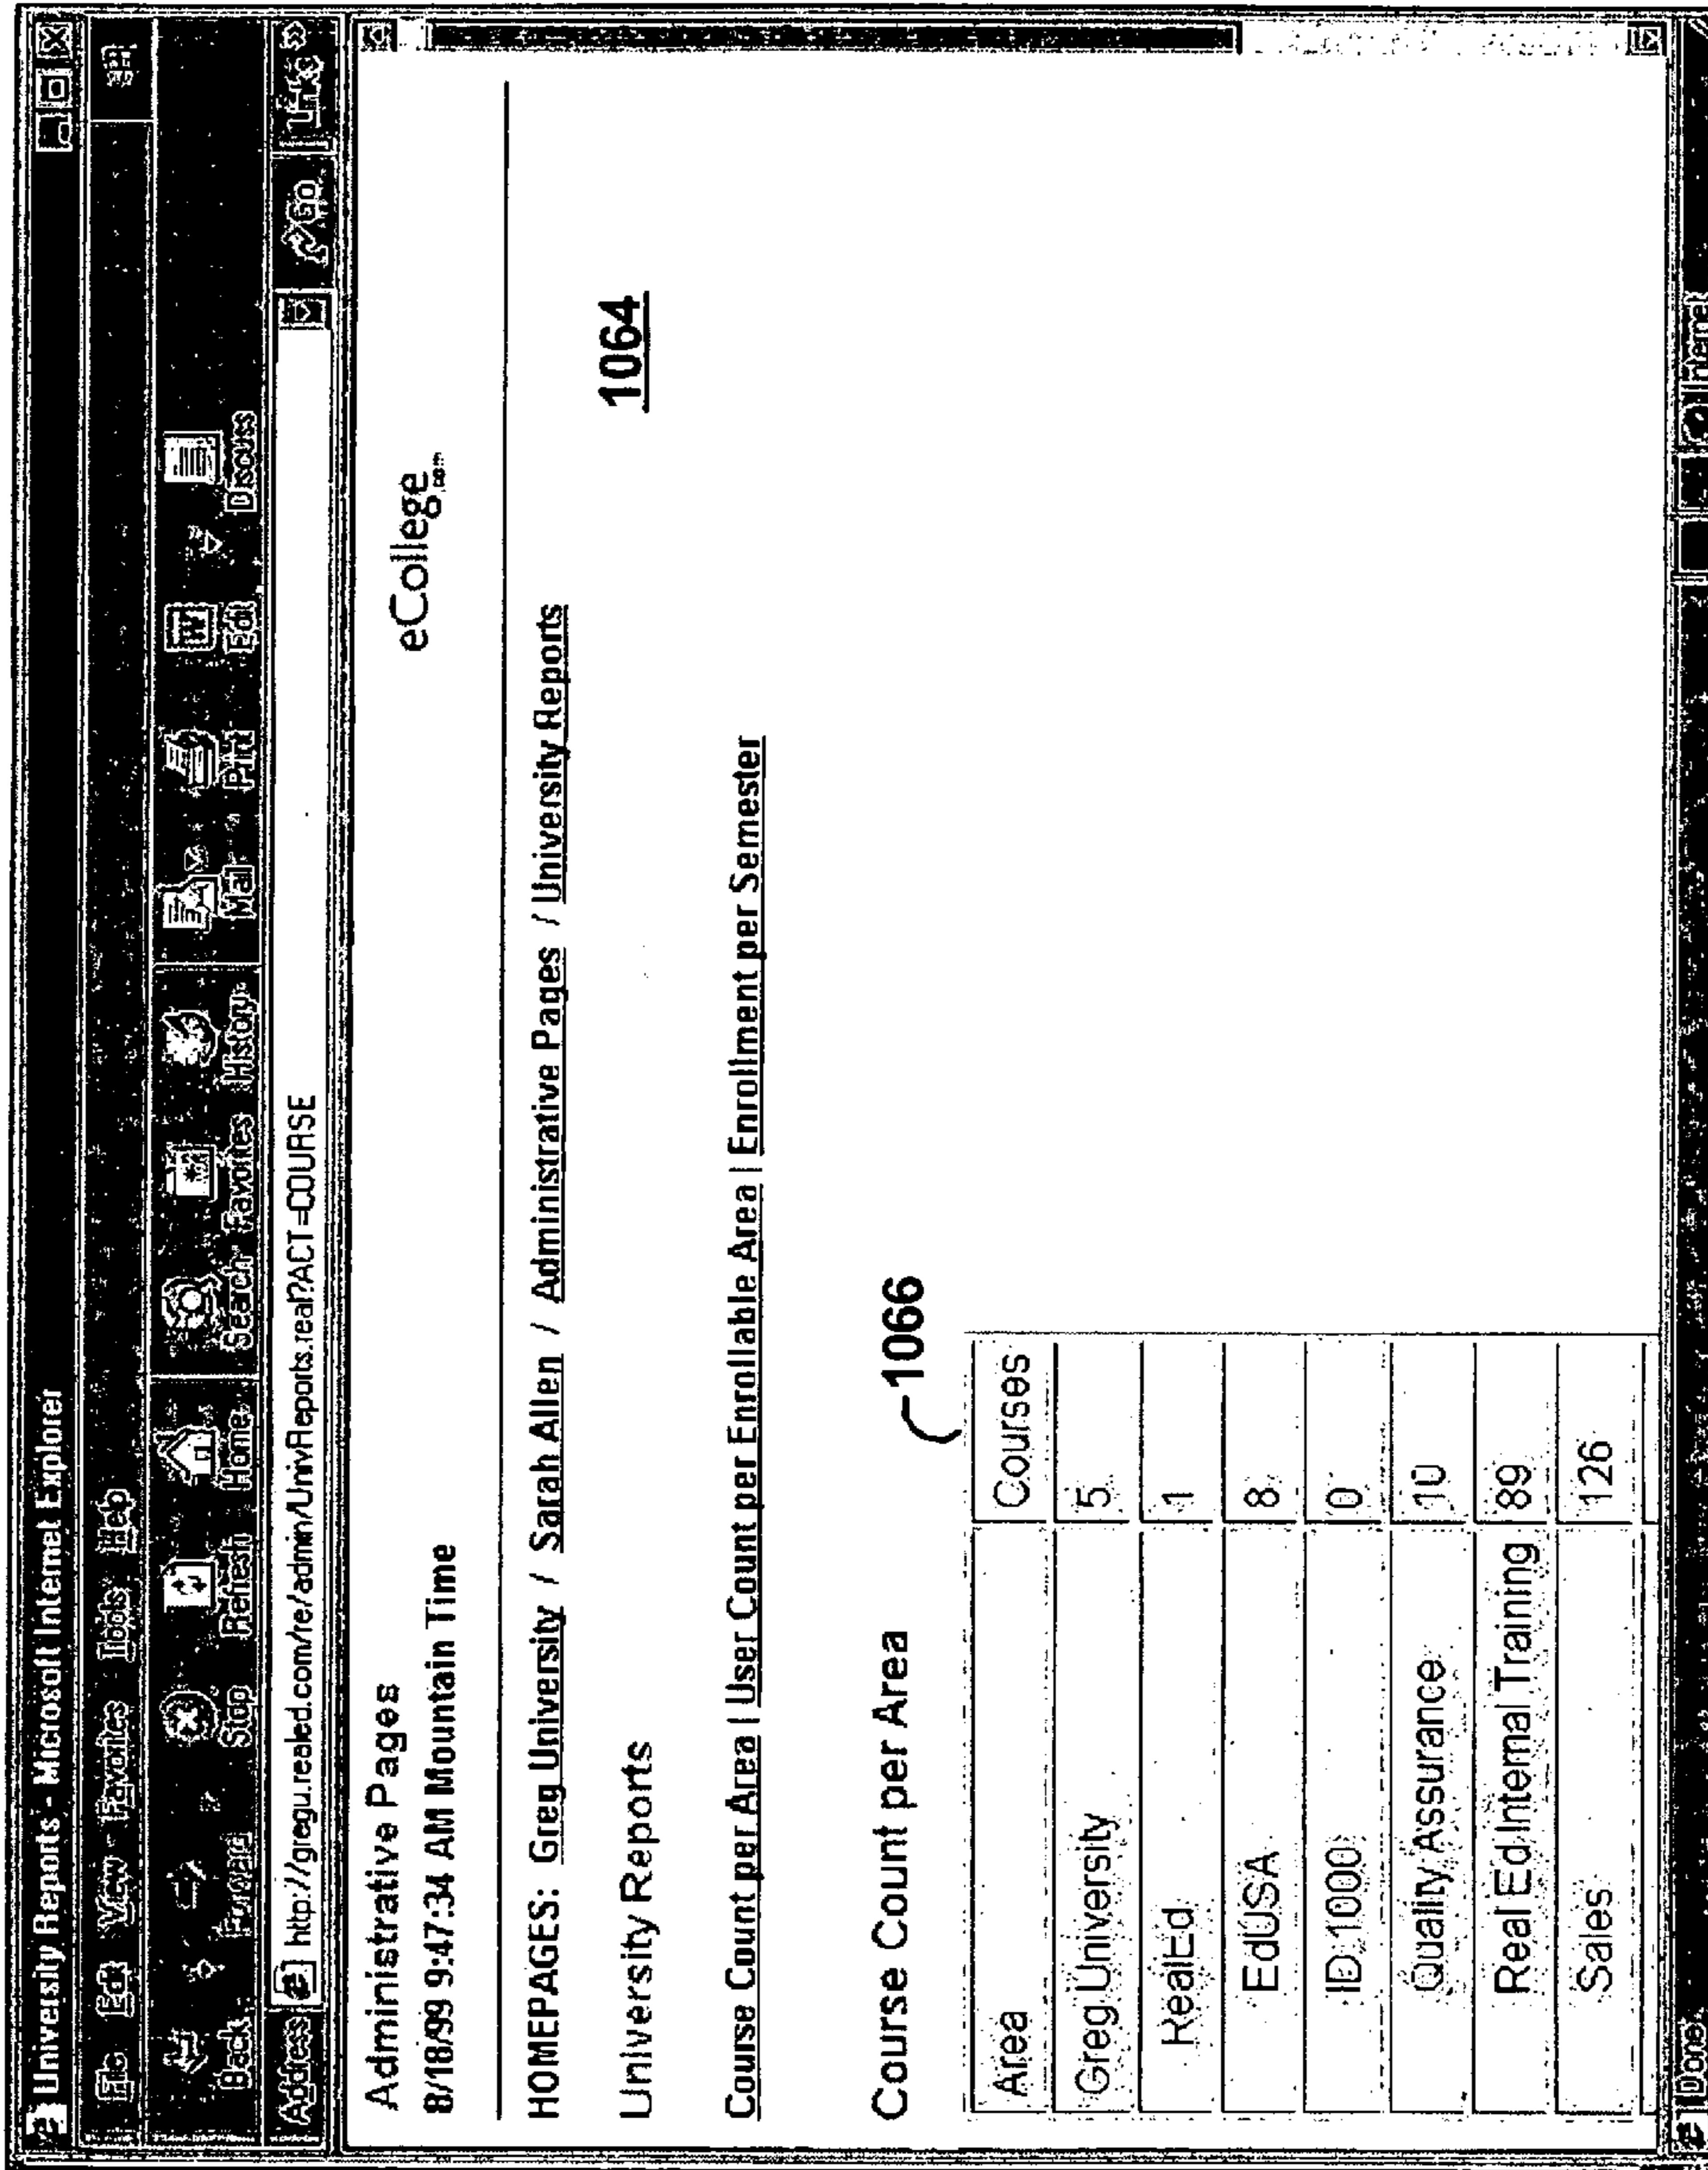 University Reports - Microsoft Internet Explorer
File Edit View Favorites Tools Help
Back Forward Stop Refresh Home Search Favorites History Mail Print Edit Discuss
Address http://gregu.realed.com/re/admin/UnivReports.real?ACT=COURSE Go Links »
Administrative Pages
8/18/99 9:47:34 AM Mountain Time
eCollege.com
HOMEPAGES: Greg University / Sarah Allen / Administrative Pages / University Reports
University Reports
1064
Course Count per Area | User Count per Enrollable Area | Enrollment per Semester
Course Count per Area
1066
Area Courses
Greg University 5
RealEd 1
EdUSA 8
ID 1000 0
Quality Assurance 10
Real Ed Internal Training 89
Sales 126
Done Internet